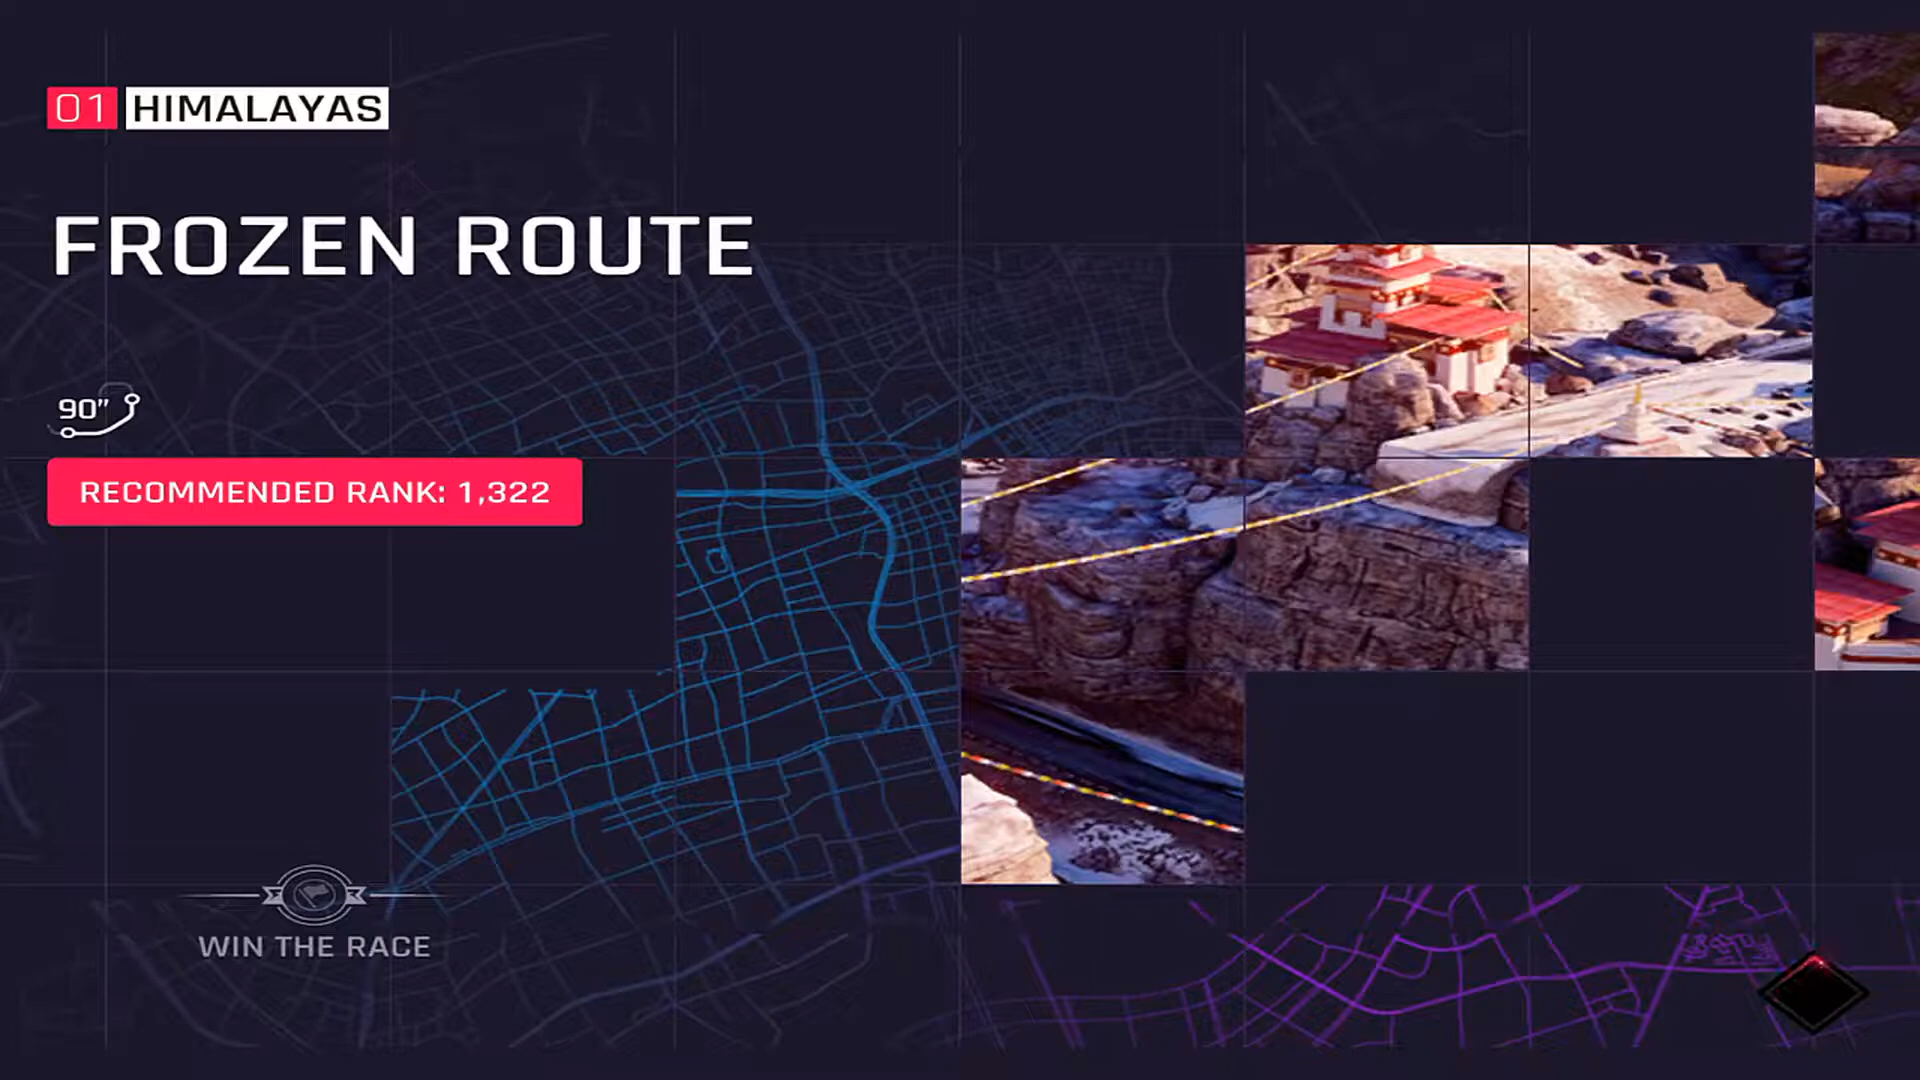 01 HIMALAYAS
FROZEN ROUTE
90"
RECOMMENDED RANK: 1,322
WIN THE RACE